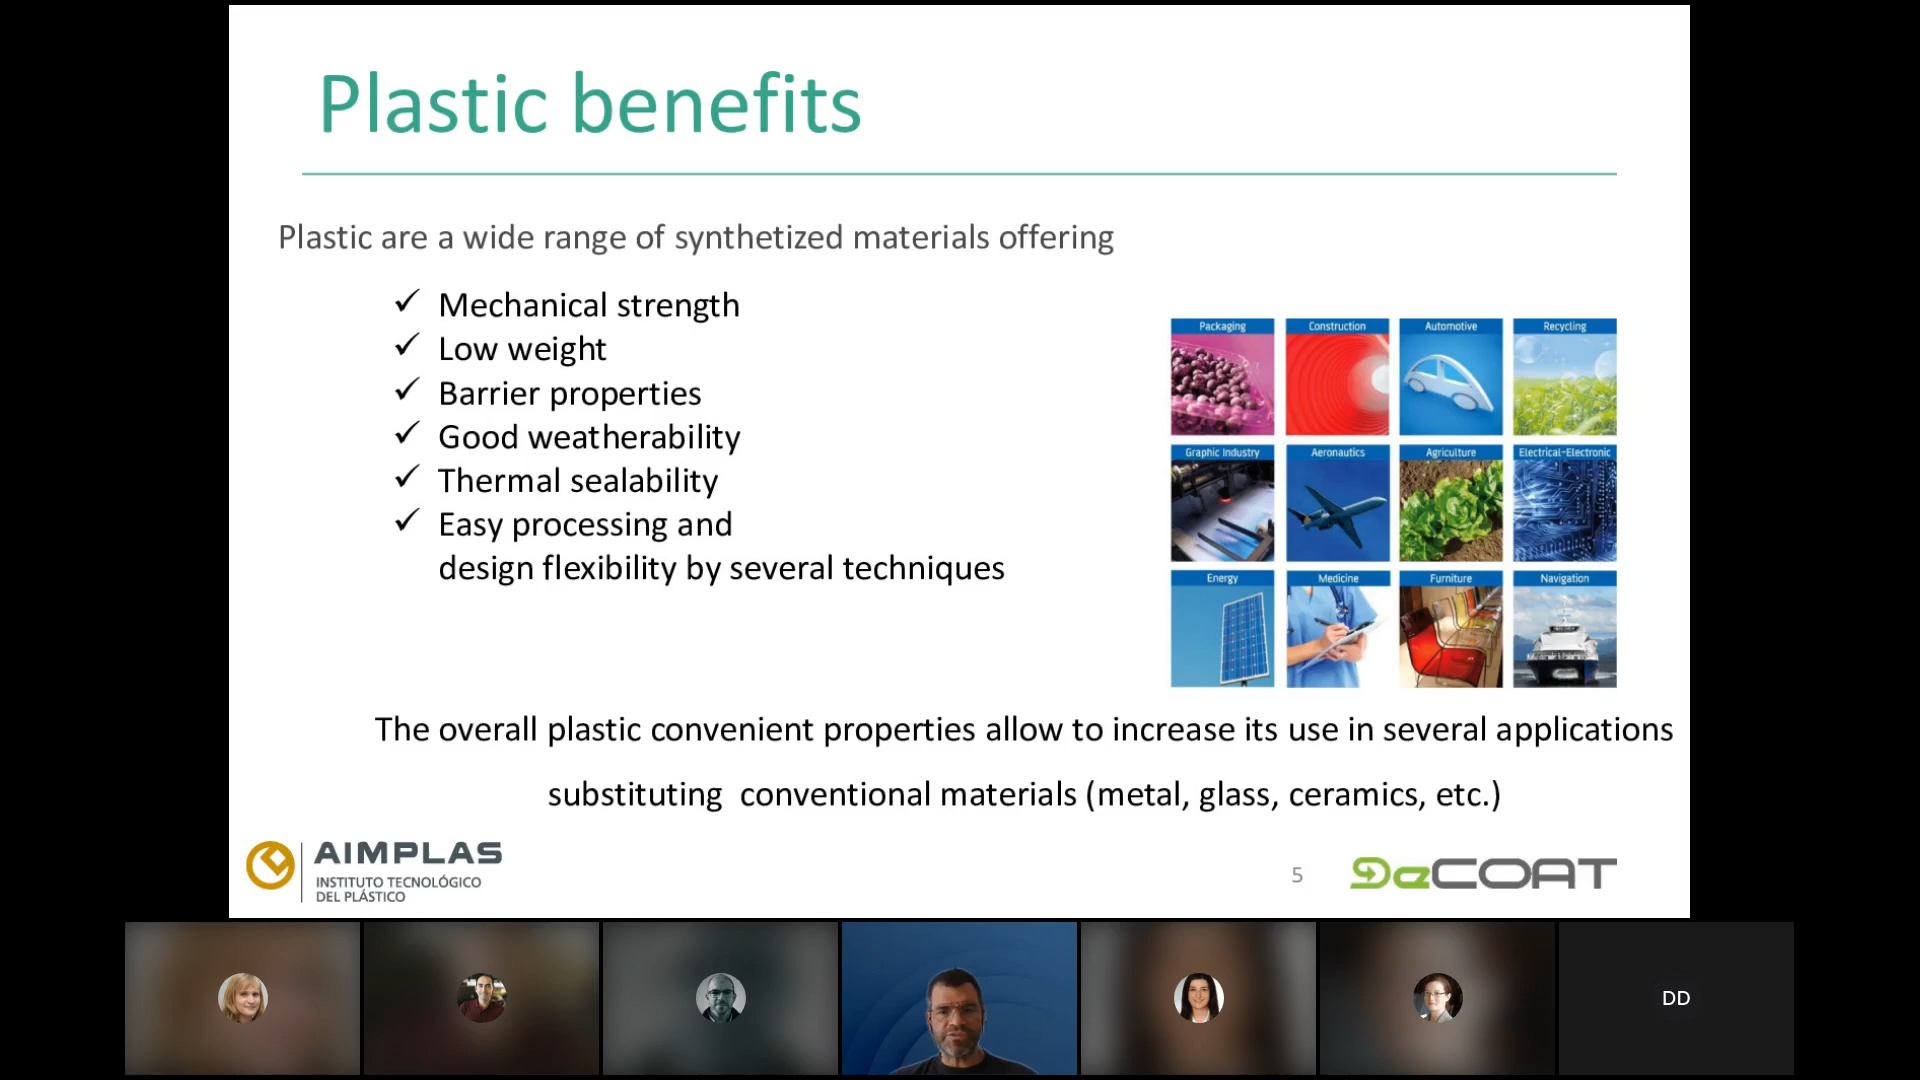 Plastic benefits
Plastic are a wide range of synthetized materials offering
✓ Mechanical strength
✓ Low weight
✓ Barrier properties
✓ Good weatherability
✓ Thermal sealability
✓ Easy processing and
design flexibility by several techniques
Packaging Construction Automotive Recycling
Graphic Industry Aeronautics Agriculture Electrical-Electronic
Energy Medicine Furniture Navigation
The overall plastic convenient properties allow to increase its use in several applications
substituting conventional materials (metal, glass, ceramics, etc.)
AIMPLAS
INSTITUTO TECNOLÓGICO
DEL PLÁSTICO
5
DeCOAT
DD